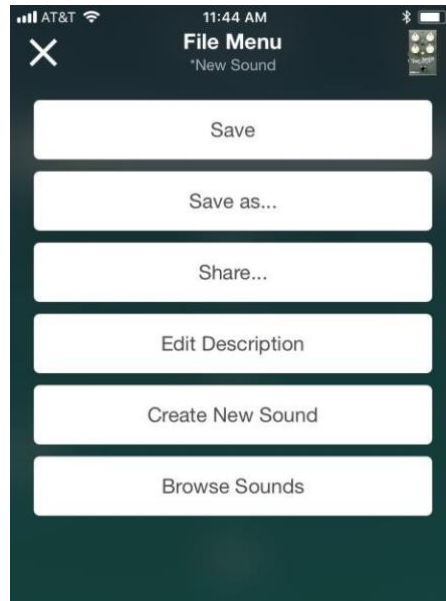 AT&T 11:44 AM
File Menu
*New Sound
Save
Save as...
Share...
Edit Description
Create New Sound
Browse Sounds